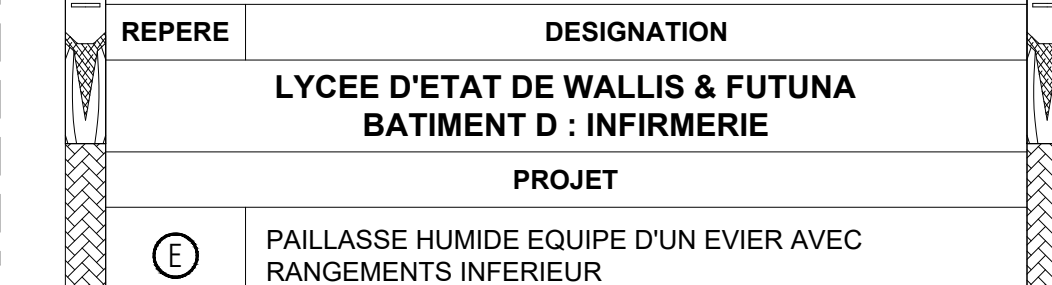 REPERE DESIGNATION
LYCEE D'ETAT DE WALLIS & FUTUNA
BATIMENT D : INFIRMERIE
PROJET
E PAILLASSE HUMIDE EQUIPE D'UN EVIER AVEC
RANGEMENTS INFERIEUR